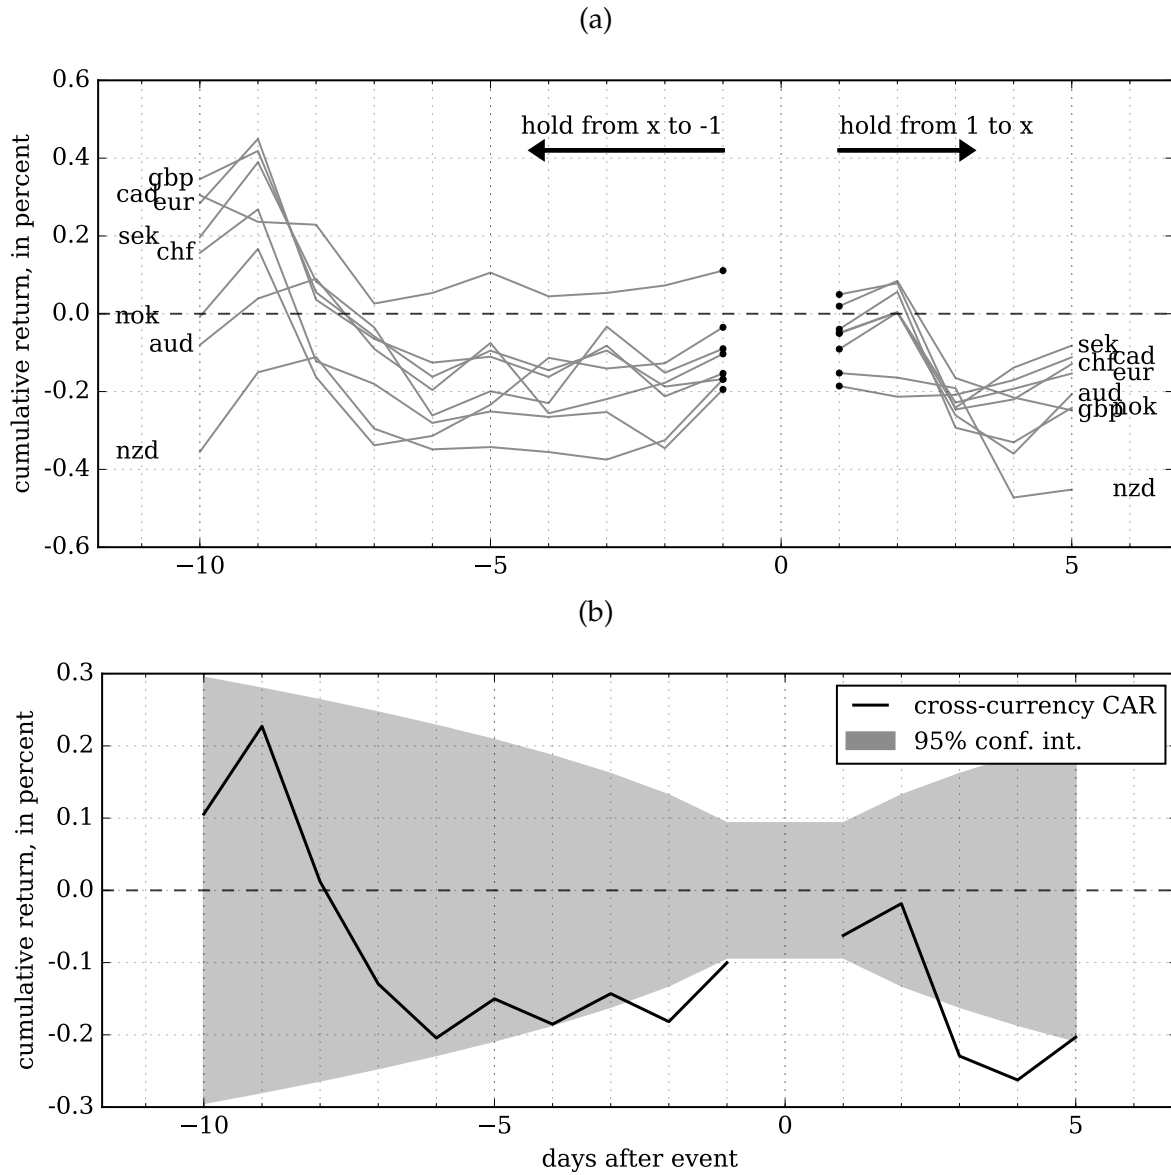 (a)
cumulative return, in percent
0.6
0.4
0.2
0.0
-0.2
-0.4
-0.6
hold from x to -1
hold from 1 to x
gbp
cad
eur
sek
chf
nok
aud
nzd
sek
cad
chf
eur
aud
nok
gbp
nzd
−10
−5
0
5
(b)
cumulative return, in percent
0.3
0.2
0.1
0.0
-0.1
-0.2
-0.3
cross-currency CAR
95% conf. int.
−10
−5
0
5
days after event